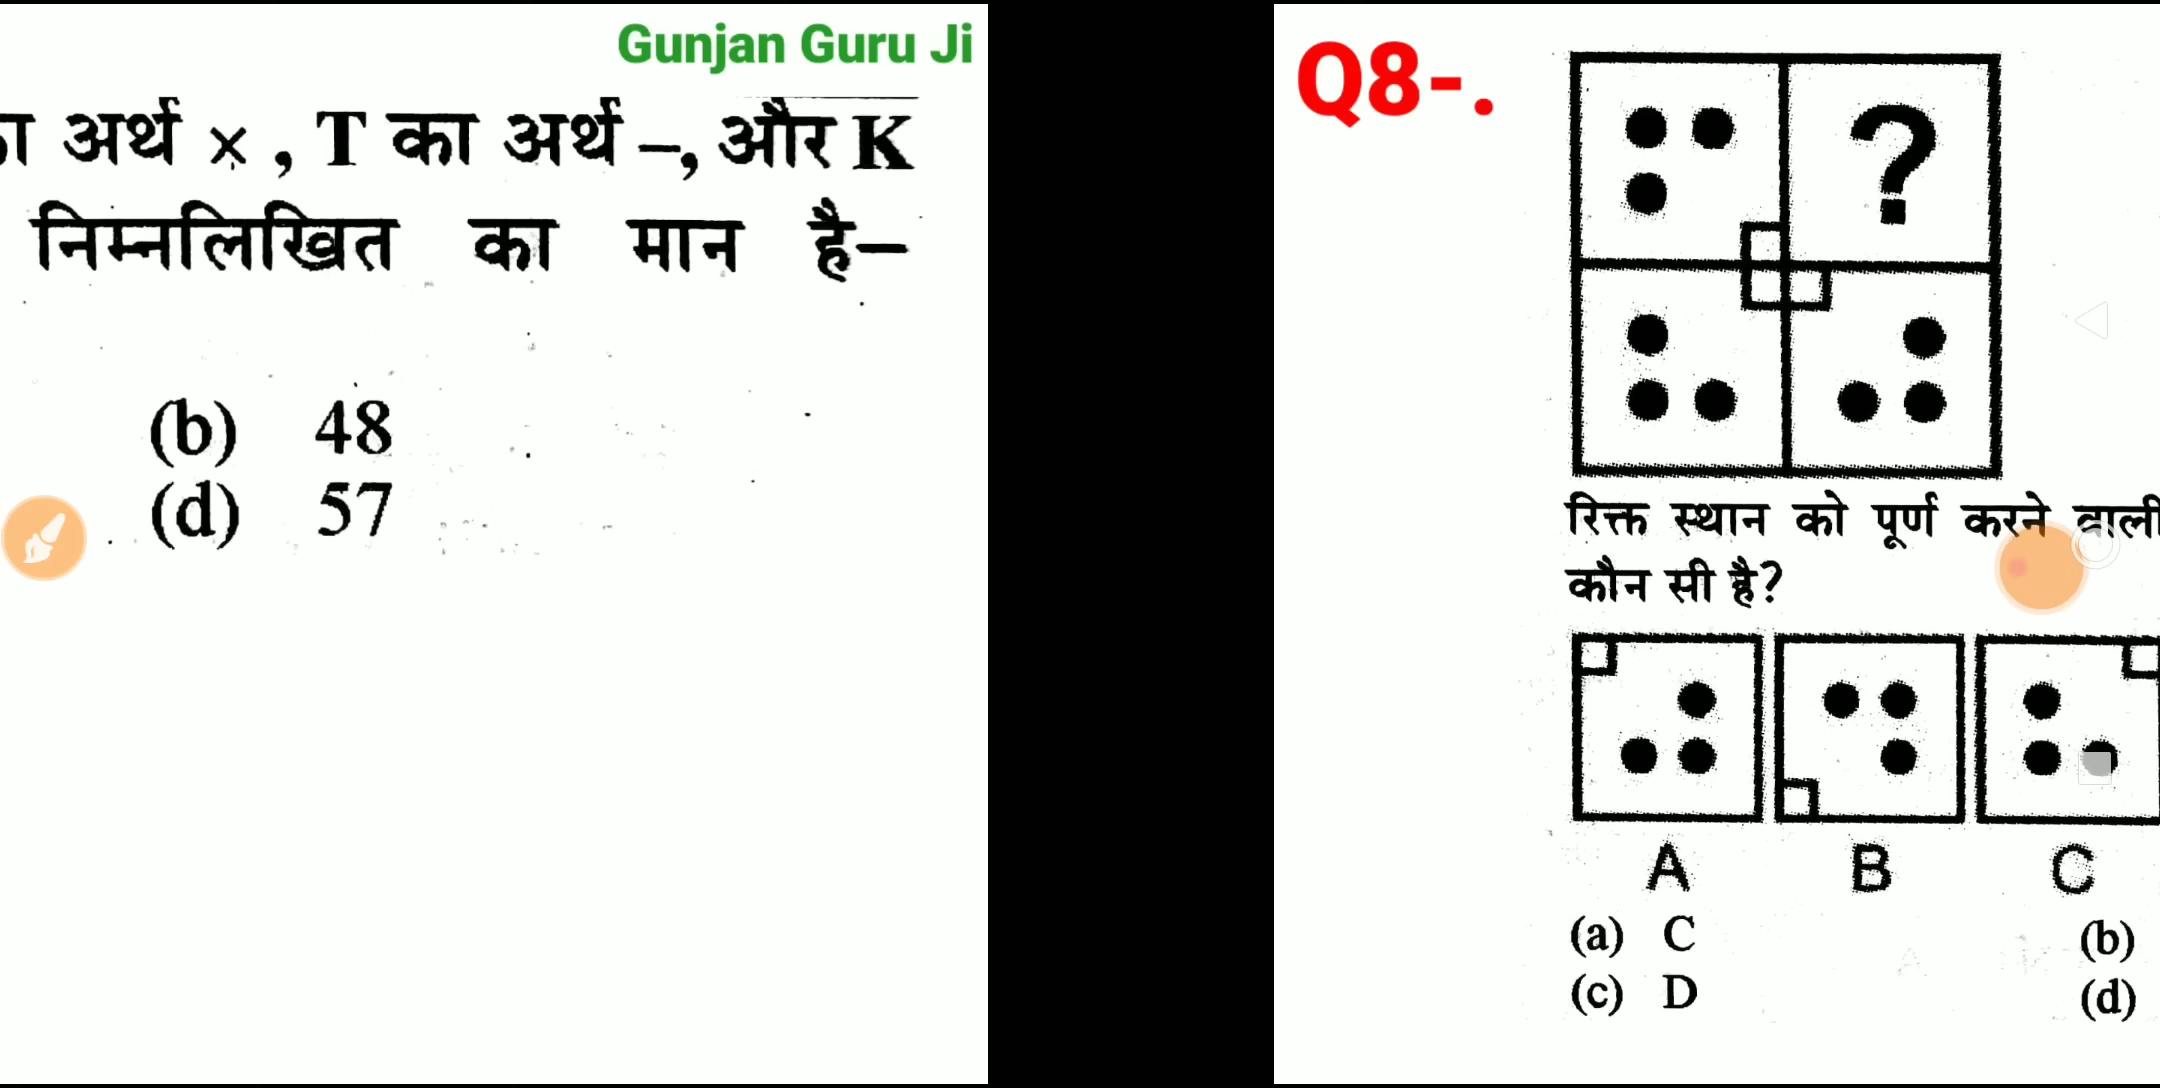 Gunjan Guru Ji
अर्थ ×, T का अर्थ –, और K
निम्नलिखित का मान है–
(b) 48
(d) 57
Q8-.
?
रिक्त स्थान को पूर्ण करने वाली
कौन सी है?
A B C
(a) C (b)
(c) D (d)